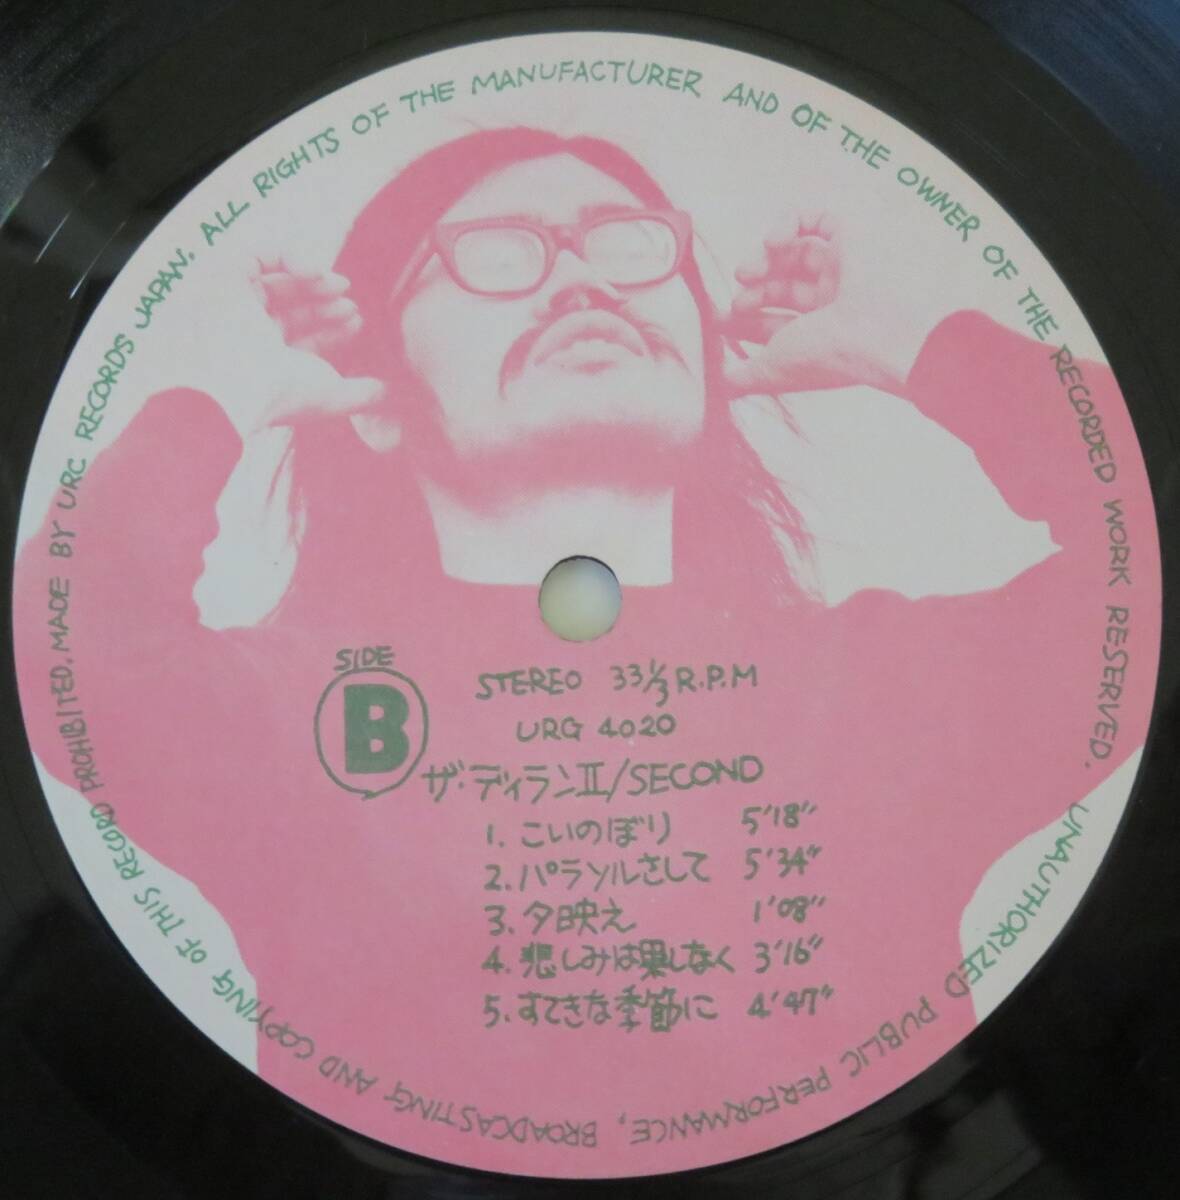 ALL RIGHTS OF THE MANUFACTURER AND OF THE OWNER OF THE RECORDED WORK RESERVED. UNAUTHORIZED PUBLIC PERFORMANCE, BROADCASTING AND COPYING OF THIS RECORD PROHIBITED. MADE BY URC RECORDS JAPAN.
SIDE
B
STEREO 33 1/3 R.P.M
URG 4020
ザ・ディランⅡ/SECOND
1. こいのぼり 5'18"
2. パラソルさして 5'34"
3. 夕映え 1'08"
4. 悲しみは果しなく 3'16"
5. すてきな季節に 4'47"